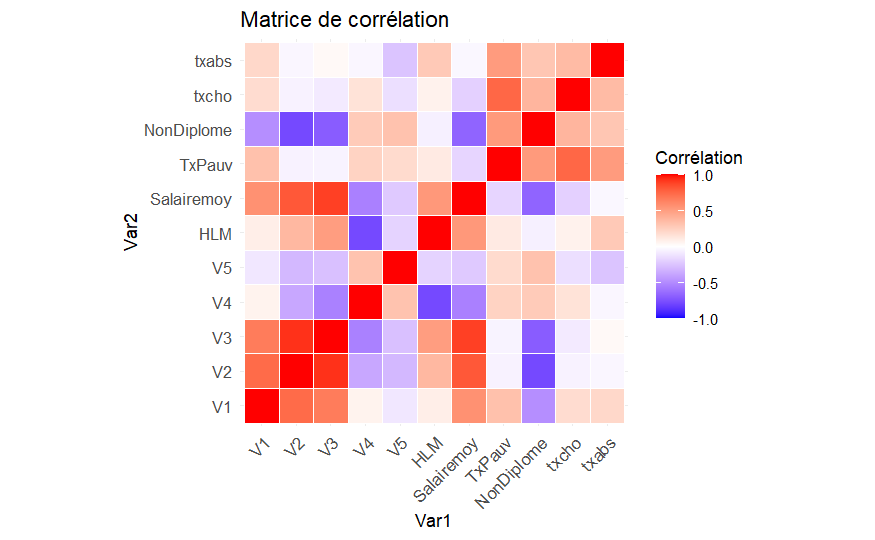 Matrice de corrélation
txabs
txcho
NonDiplome
TxPauv
Salairemoy
HLM
V5
V4
V3
V2
V1
Var2
V1
V2
V3
V4
V5
HLM
Salairemoy
TxPauv
NonDiplome
txcho
txabs
Var1
Corrélation
1.0
0.5
0.0
-0.5
-1.0